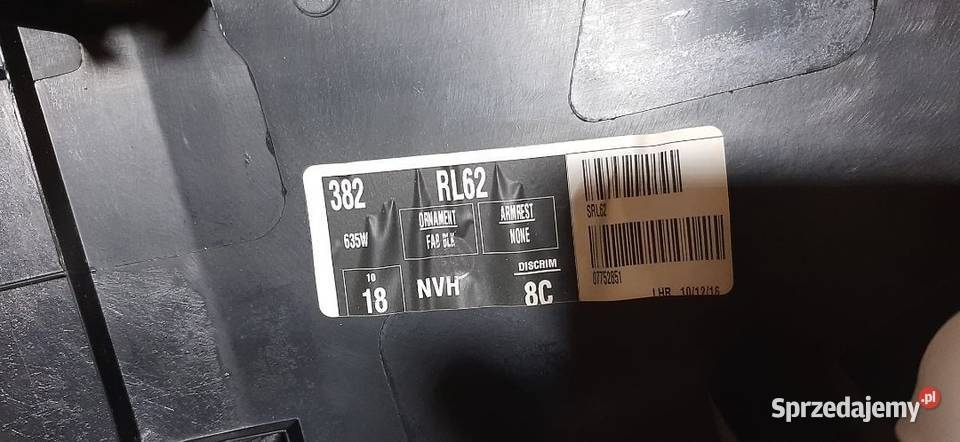 382 RL62
635W
ORNAMENT
FAB BLK
ARMREST
NONE
10
18
NVH
DISCRIM
8C
SRL62
07752851
LHR 10/12/16
Sprzedajemy.pl